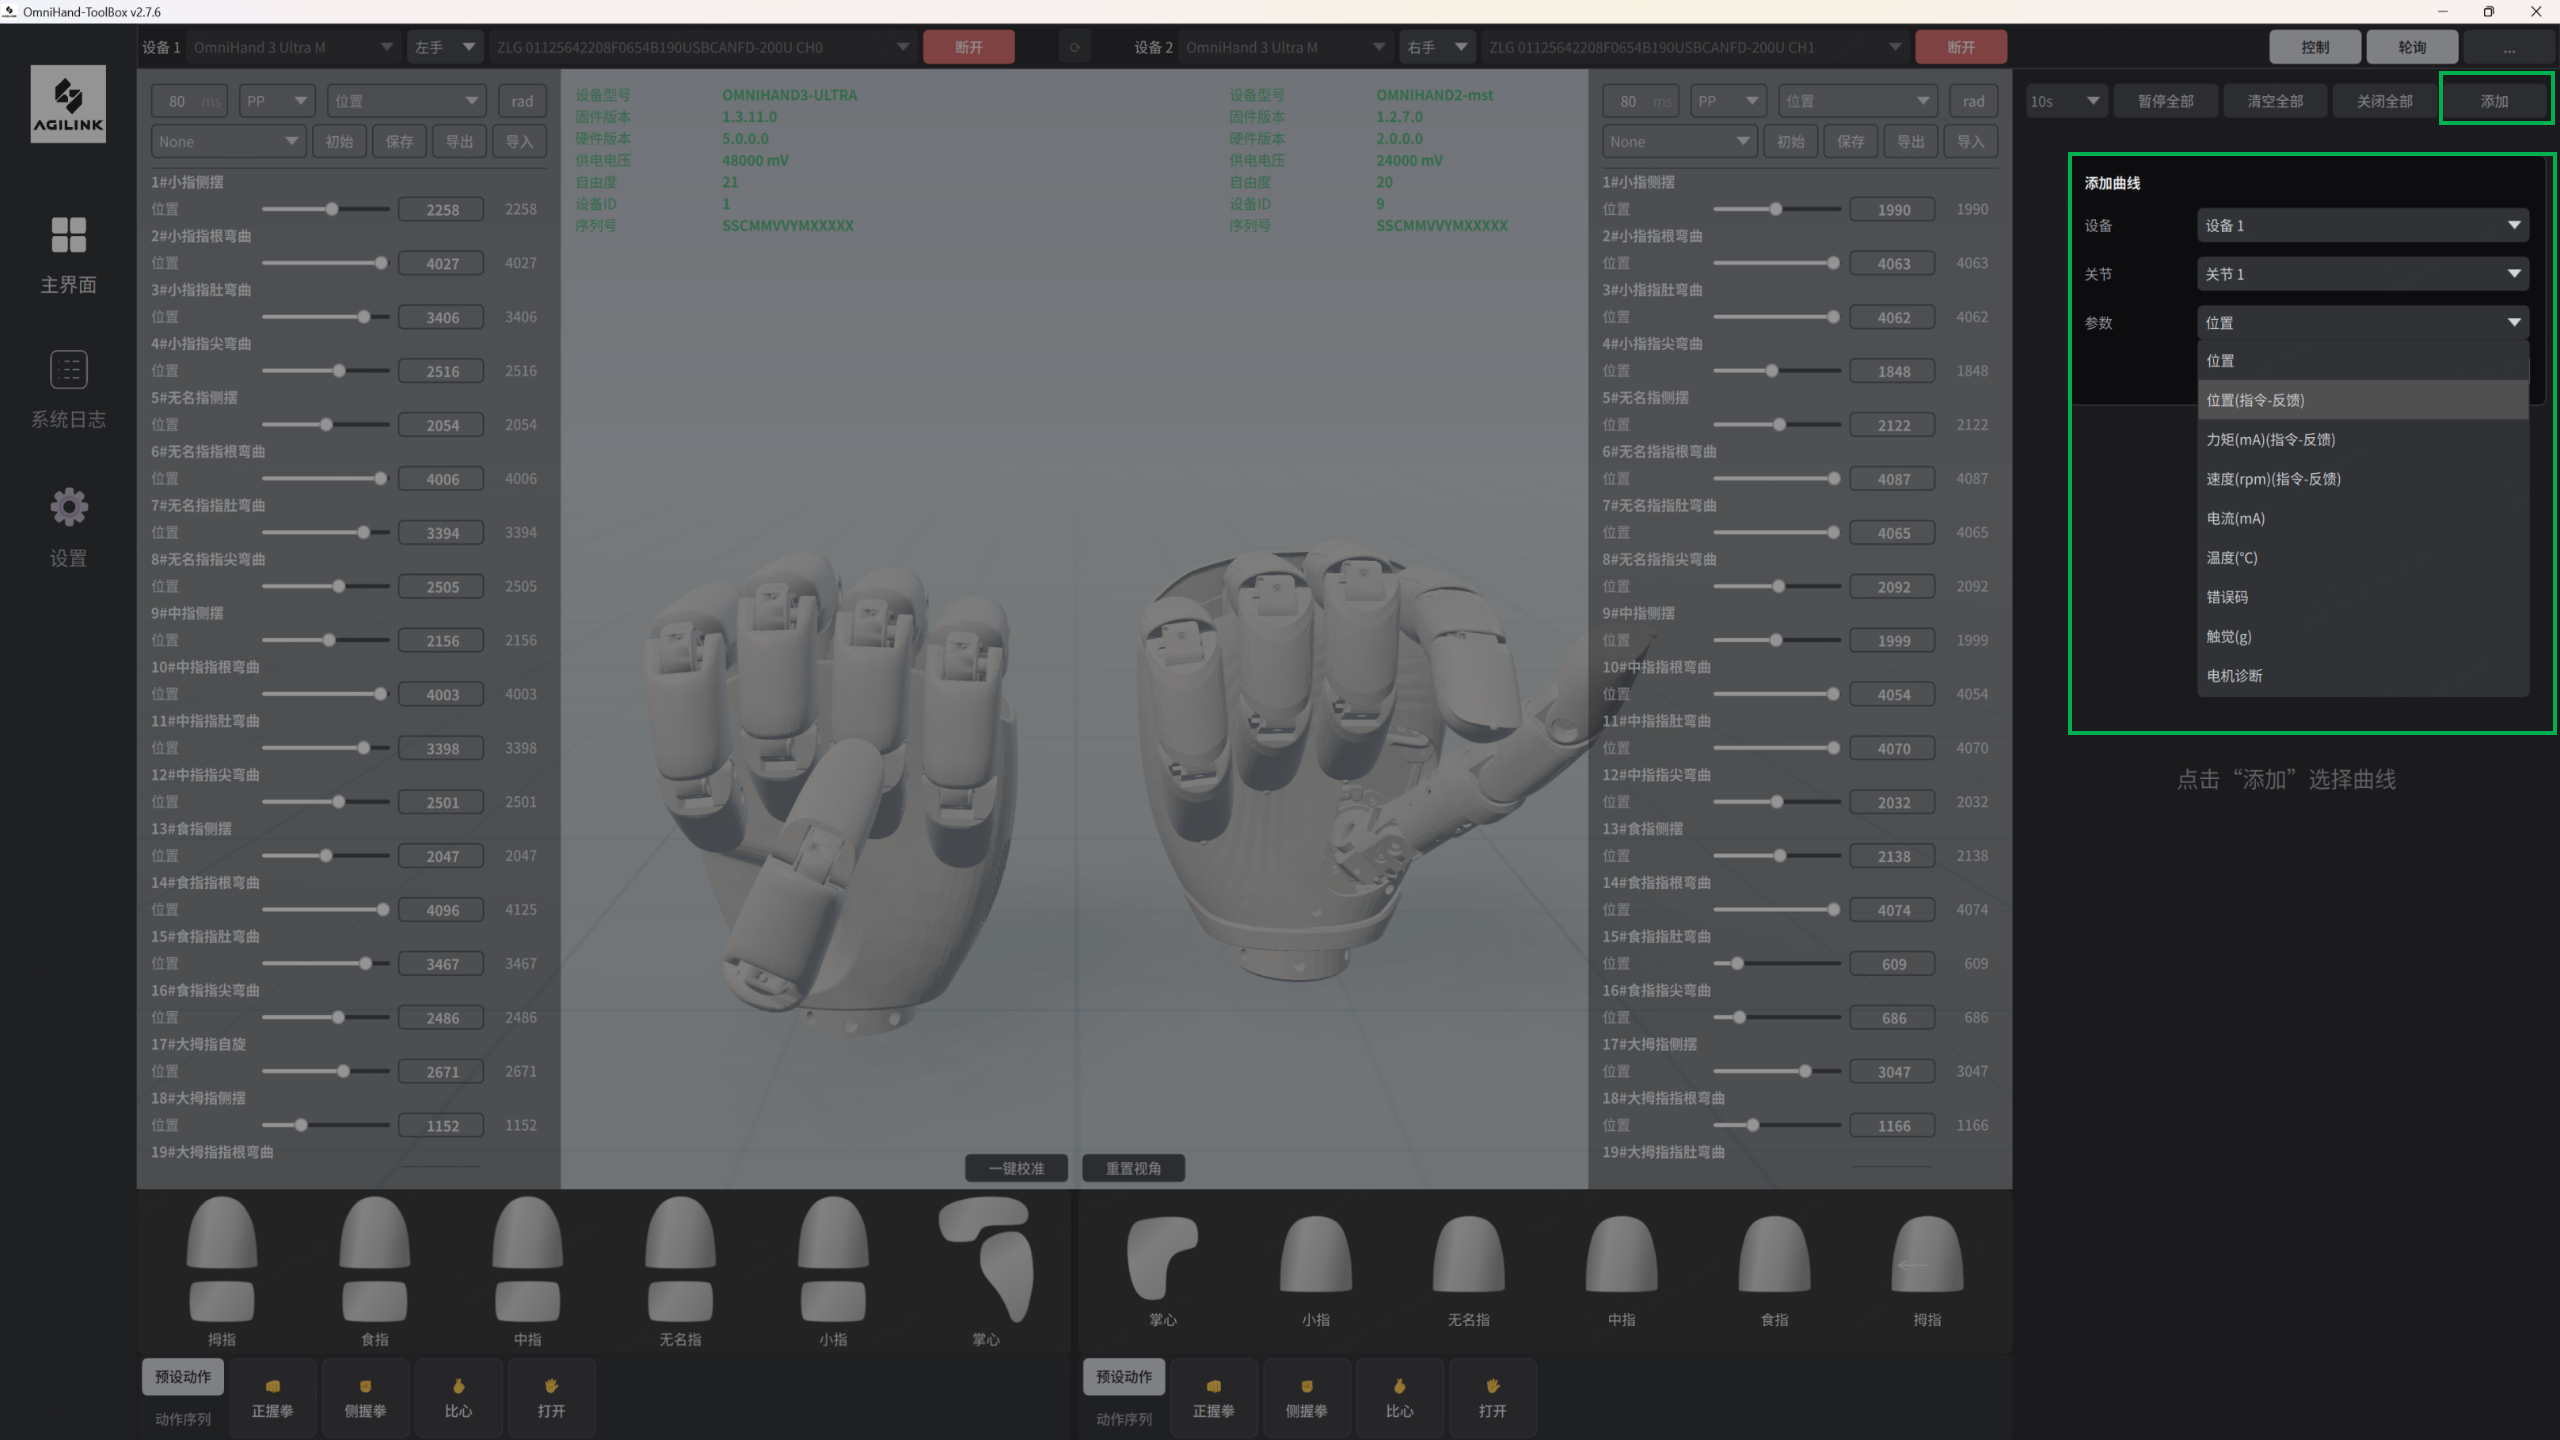 OmniHand-ToolBox v2.7.6
设备 1 OmniHand 3 Ultra M 左手 ZLG 01125642208F0654B190USBCANFD-200U CH0 断开 设备 2 OmniHand 3 Ultra M 右手 ZLG 01125642208F0654B190USBCANFD-200U CH1 断开 控制 轮询 ...
AGILINK
主界面
系统日志
设置
80 ms PP 位置 rad
None 初始 保存 导出 导入
1#小指侧摆
位置 2258 2258
2#小指指根弯曲
位置 4027 4027
3#小指指肚弯曲
位置 3406 3406
4#小指指尖弯曲
位置 2516 2516
5#无名指侧摆
位置 2054 2054
6#无名指指根弯曲
位置 4006 4006
7#无名指指肚弯曲
位置 3394 3394
8#无名指指尖弯曲
位置 2505 2505
9#中指侧摆
位置 2156 2156
10#中指指根弯曲
位置 4003 4003
11#中指指肚弯曲
位置 3398 3398
12#中指指尖弯曲
位置 2501 2501
13#食指侧摆
位置 2047 2047
14#食指指根弯曲
位置 4096 4125
15#食指指肚弯曲
位置 3467 3467
16#食指指尖弯曲
位置 2486 2486
17#大拇指自旋
位置 2671 2671
18#大拇指侧摆
位置 1152 1152
19#大拇指指根弯曲
设备型号 OMNIHAND3-ULTRA
固件版本 1.3.11.0
硬件版本 5.0.0.0
供电电压 48000 mV
自由度 21
设备ID 1
序列号 SSCMMVVYMXXXXX
设备型号 OMNIHAND2-mst
固件版本 1.2.7.0
硬件版本 2.0.0.0
供电电压 24000 mV
自由度 20
设备ID 9
序列号 SSCMMVVYMXXXXX
一键校准 重置视角
80 ms PP 位置 rad
None 初始 保存 导出 导入
1#小指侧摆
位置 1990 1990
2#小指指根弯曲
位置 4063 4063
3#小指指肚弯曲
位置 4062 4062
4#小指指尖弯曲
位置 1848 1848
5#无名指侧摆
位置 2122 2122
6#无名指指根弯曲
位置 4087 4087
7#无名指指肚弯曲
位置 4065 4065
8#无名指指尖弯曲
位置 2092 2092
9#中指侧摆
位置 1999 1999
10#中指指根弯曲
位置 4054 4054
11#中指指肚弯曲
位置 4070 4070
12#中指指尖弯曲
位置 2032 2032
13#食指侧摆
位置 2138 2138
14#食指指根弯曲
位置 4074 4074
15#食指指肚弯曲
位置 609 609
16#食指指尖弯曲
位置 686 686
17#大拇指侧摆
位置 3047 3047
18#大拇指指根弯曲
位置 1166 1166
19#大拇指指肚弯曲
10s 暂停全部 清空全部 关闭全部 添加
添加曲线
设备 设备 1
关节 关节 1
参数 位置
位置
位置(指令-反馈)
力矩(mA)(指令-反馈)
速度(rpm)(指令-反馈)
电流(mA)
温度(℃)
错误码
触觉(g)
电机诊断
点击“添加”选择曲线
拇指 食指 中指 无名指 小指 掌心
掌心 小指 无名指 中指 食指 拇指
预设动作 正握拳 侧握拳 比心 打开
动作序列
预设动作 正握拳 侧握拳 比心 打开
动作序列